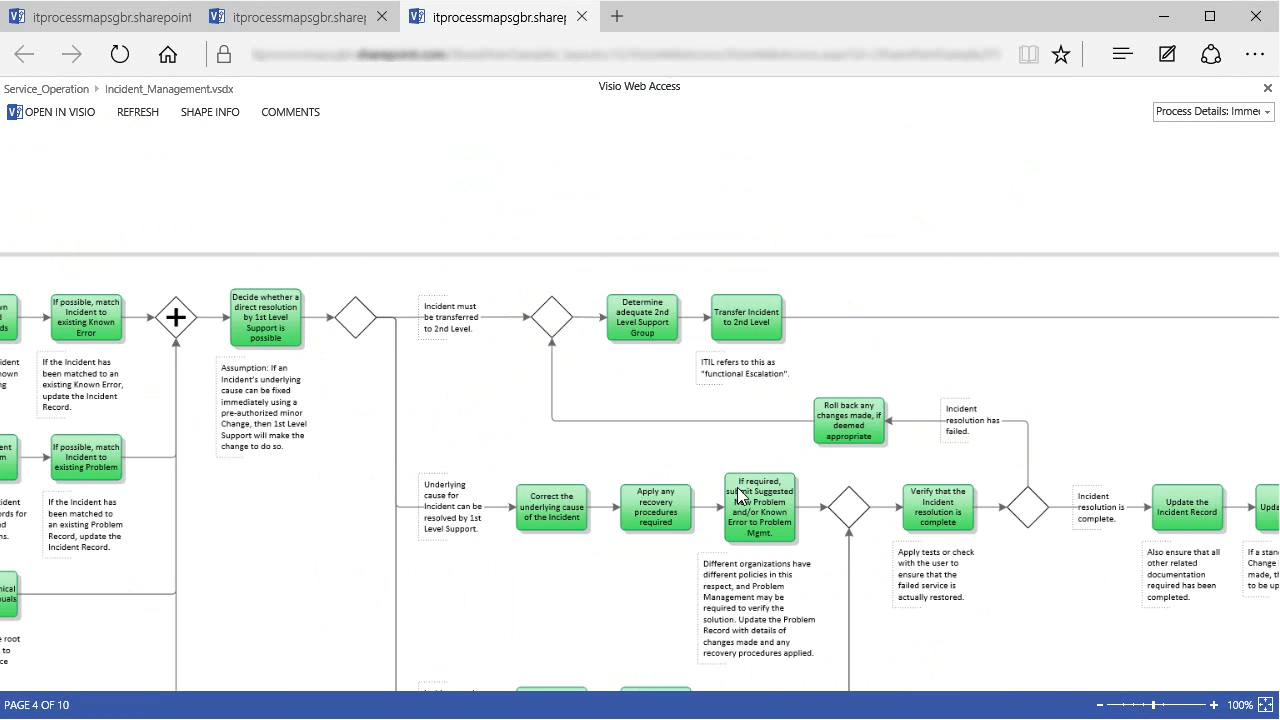 itprocessmapsgbr.sharepoint
itprocessmapsgbr.sharep
itprocessmapsgbr.sharep
Service_Operation
Incident_Management.vsdx
Visio Web Access
OPEN IN VISIO
REFRESH
SHAPE INFO
COMMENTS
Process Details: Immed
If possible, match
Incident to
existing Known
Error
If the Incident has
been matched to an
existing Known Error,
update the Incident
Record.
Decide whether a
direct resolution
by 1st Level
Support is
possible
Assumption: If an
Incident's underlying
cause can be fixed
immediately using a
pre-authorized minor
Change, then 1st Level
Support will make the
change to do so.
Incident must
be transferred
to 2nd Level.
Determine
adequate 2nd
Level Support
Group
Transfer Incident
to 2nd Level
ITIL refers to this as
"functional Escalation".
Roll back any
changes made, if
deemed
appropriate
Incident
resolution has
failed.
If possible, match
Incident to
existing Problem
If the Incident has
been matched to
an existing Problem
Record, update the
Incident Record.
Underlying
cause for
Incident can be
resolved by 1st
Level Support.
Correct the
underlying cause
of the Incident
Apply any
recovery
procedures
required
If required,
Suggested
Problem
and/or Known
Error to Problem
Mgmt.
Different organizations have
different policies in this
respect, and Problem
Management may be
required to verify the
solution. Update the Problem
Record with details of
changes made and any
recovery procedures applied.
Verify that the
Incident
resolution is
complete
Apply tests or check
with the user to
ensure that the
failed service is
actually restored.
Incident
resolution is
complete.
Update the
Incident Record
Also ensure that all
other related
documentation
required has been
completed.
If a stan
Change
made, th
to be up
PAGE 4 OF 10
100%